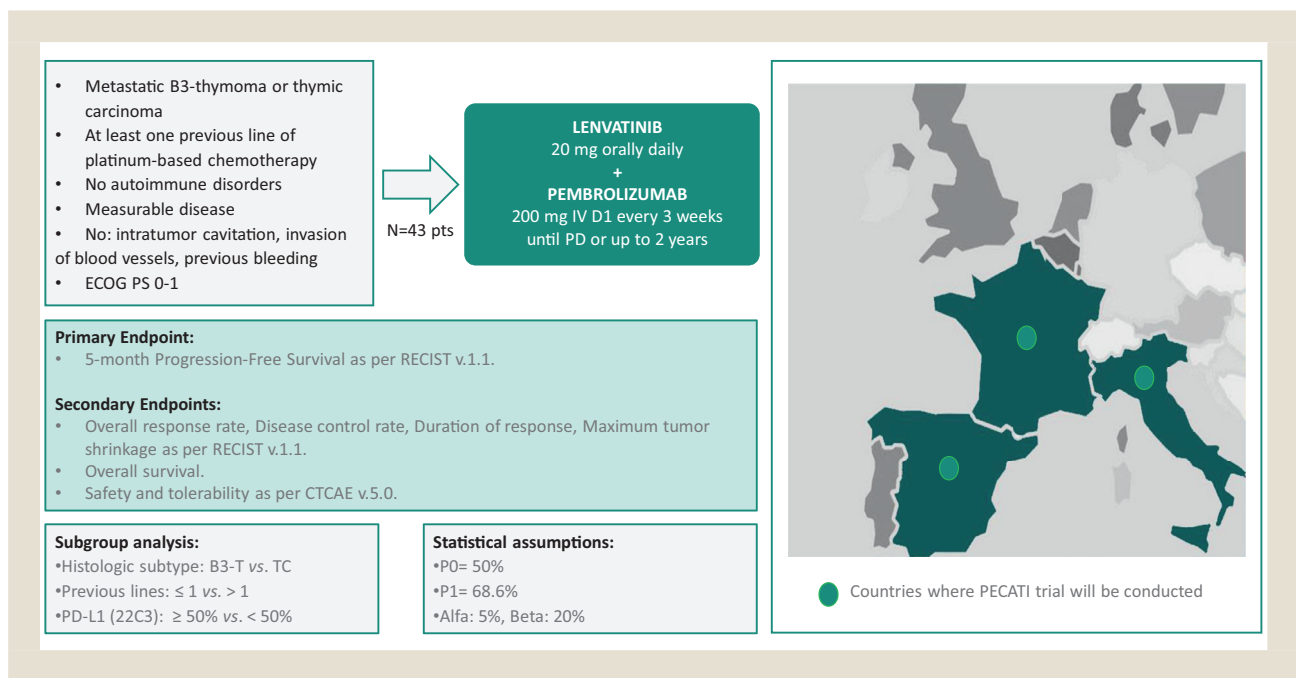 • Metastatic B3-thymoma or thymic
carcinoma
• At least one previous line of
platinum-based chemotherapy
• No autoimmune disorders
• Measurable disease
• No: intratumor cavitation, invasion
of blood vessels, previous bleeding
• ECOG PS 0-1
N=43 pts
LENVATINIB
20 mg orally daily
+
PEMBROLIZUMAB
200 mg IV D1 every 3 weeks
until PD or up to 2 years
Primary Endpoint:
• 5-month Progression-Free Survival as per RECIST v.1.1.
Secondary Endpoints:
• Overall response rate, Disease control rate, Duration of response, Maximum tumor
shrinkage as per RECIST v.1.1.
• Overall survival.
• Safety and tolerability as per CTCAE v.5.0.
Subgroup analysis:
•Histologic subtype: B3-T vs. TC
•Previous lines: ≤ 1 vs. > 1
•PD-L1 (22C3): ≥ 50% vs. < 50%
Statistical assumptions:
•P0= 50%
•P1= 68.6%
•Alfa: 5%, Beta: 20%
Countries where PECATI trial will be conducted